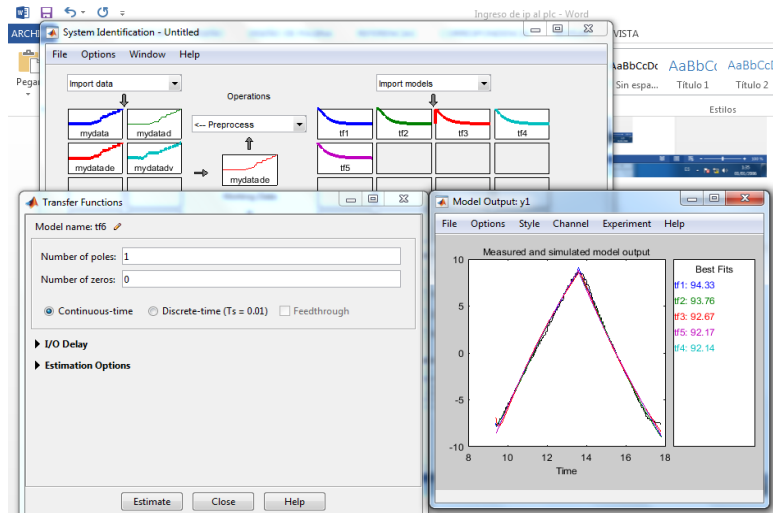 Ingreso de ip al plc - Word
ARCHI
VISTA
System Identification - Untitled
File Options Window Help
Import data
Operations
Import models
<-- Preprocess
mydata
mydatad
mydatade
mydatadv
mydatade
tf1
tf2
tf3
tf4
tf5
Pega
AaBbCcDc AaBbCc AaBbCcD
Sin espa... Título 1 Título 2
Estilos
Transfer Functions
Model name: tf6
Number of poles: 1
Number of zeros: 0
Continuous-time Discrete-time (Ts = 0.01) Feedthrough
I/O Delay
Estimation Options
Estimate Close Help
Model Output: y1
File Options Style Channel Experiment Help
Measured and simulated model output
10
5
0
-5
-10
8 10 12 14 16 18
Time
Best Fits
tf1: 94.33
tf2: 93.76
tf3: 92.67
tf5: 92.17
tf4: 92.14